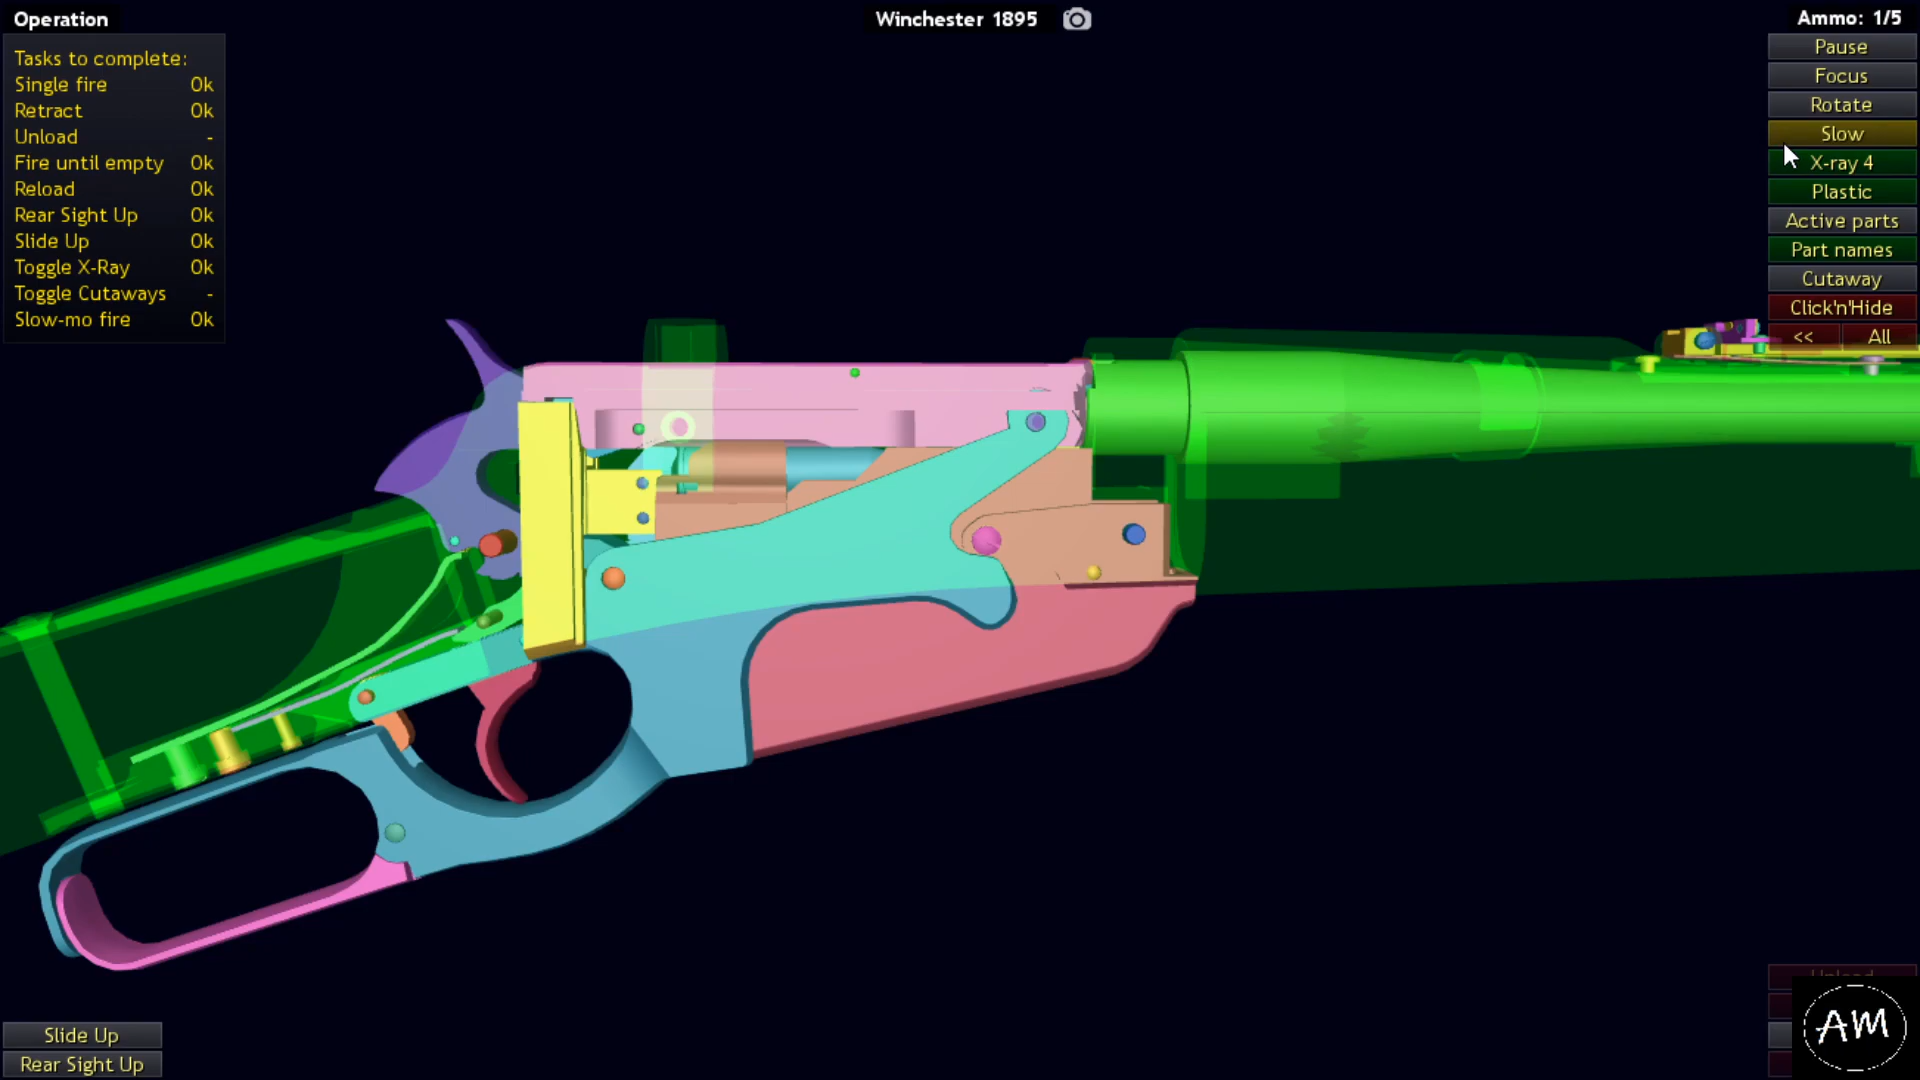 Operation
Winchester 1895
Ammo: 1/5
Tasks to complete:
Single fire Ok
Retract Ok
Unload -
Fire until empty Ok
Reload Ok
Rear Sight Up Ok
Slide Up Ok
Toggle X-Ray Ok
Toggle Cutaways -
Slow-mo fire Ok
Pause
Focus
Rotate
Slow
X-ray 4
Plastic
Active parts
Part names
Cutaway
Click'n'Hide
<< All
Slide Up
Rear Sight Up
AM